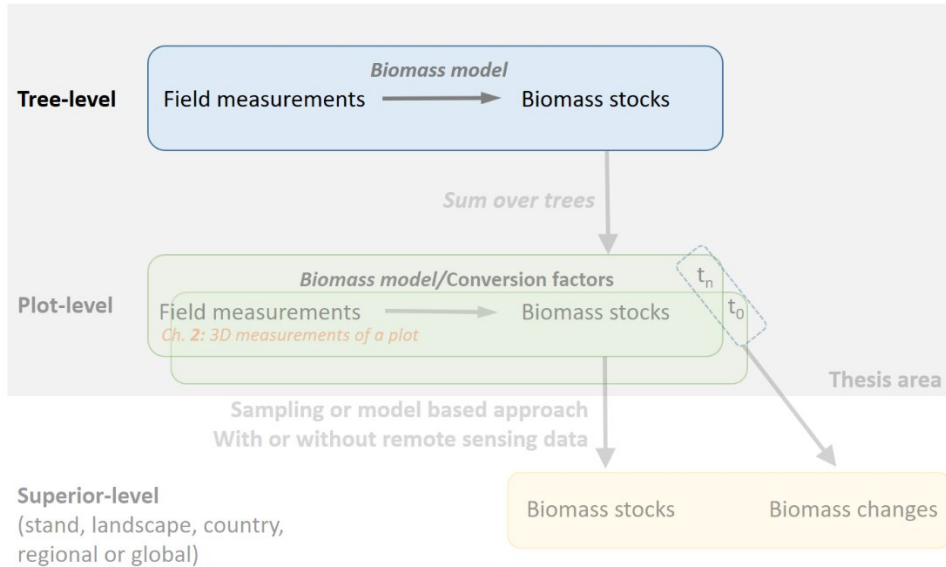 Biomass model
Tree-level
Field measurements
Biomass stocks
Sum over trees
Biomass model/Conversion factors
tn
Plot-level
Field measurements
Biomass stocks
t0
Ch. 2: 3D measurements of a plot
Thesis area
Sampling or model based approach
With or without remote sensing data
Superior-level
(stand, landscape, country,
regional or global)
Biomass stocks
Biomass changes